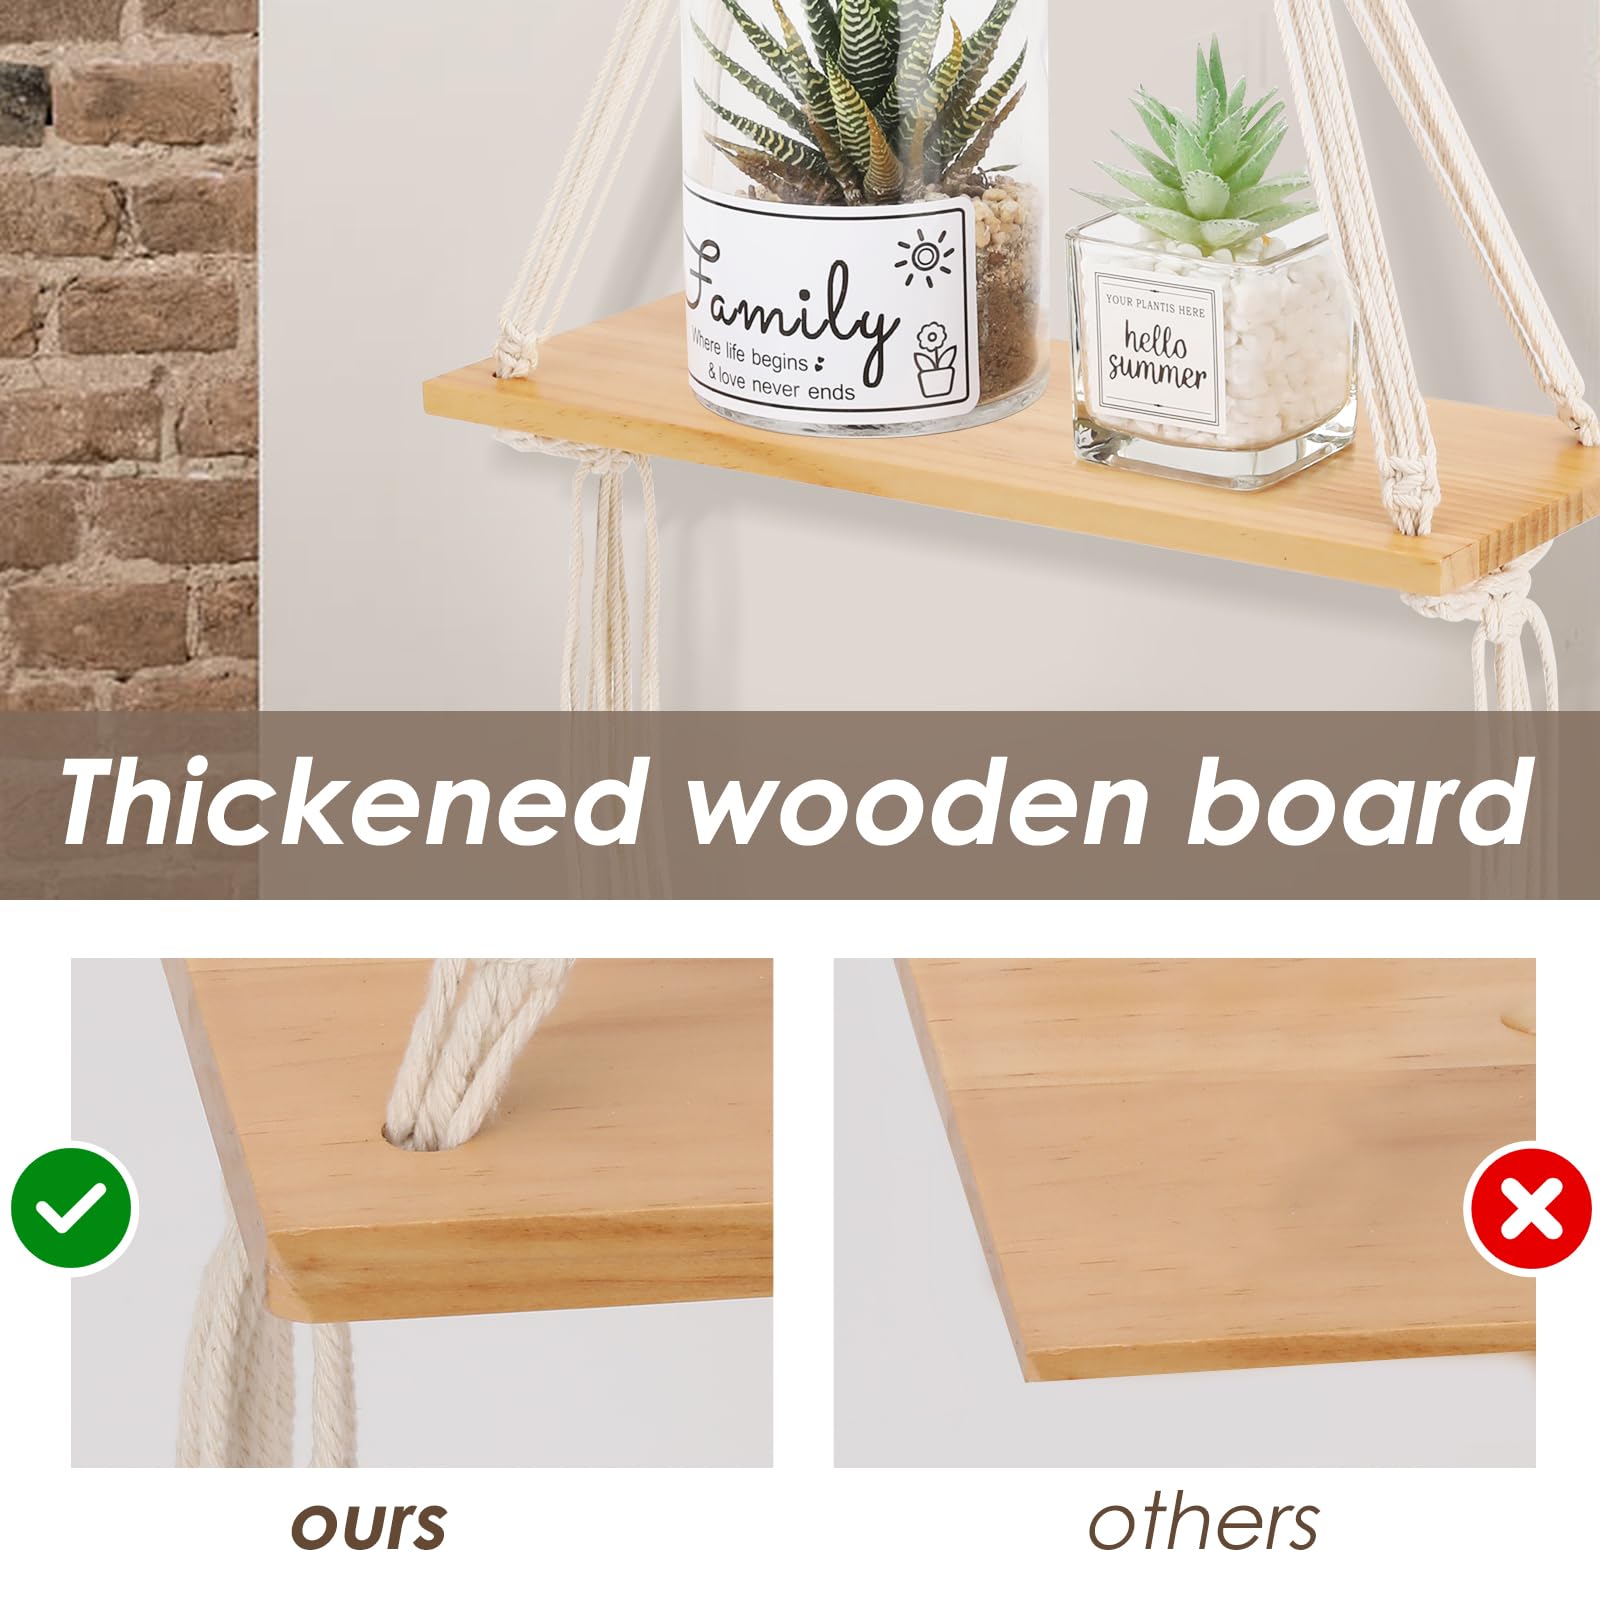 Family
Where life begins
& love never ends
YOUR PLANTIS HERE
hello
summer
Thickened wooden board
ours
others